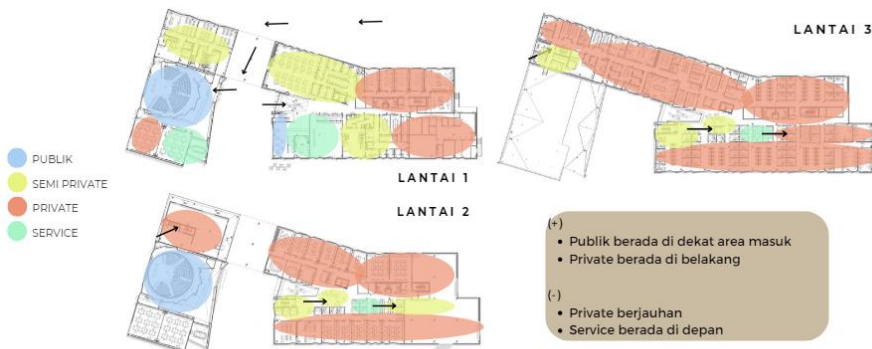 LANTAI 3
PUBLIK
SEMI PRIVATE
PRIVATE
SERVICE
LANTAI 1
LANTAI 2
(+)
• Publik berada di dekat area masuk
• Private berada di belakang
(-)
• Private berjauhan
• Service berada di depan